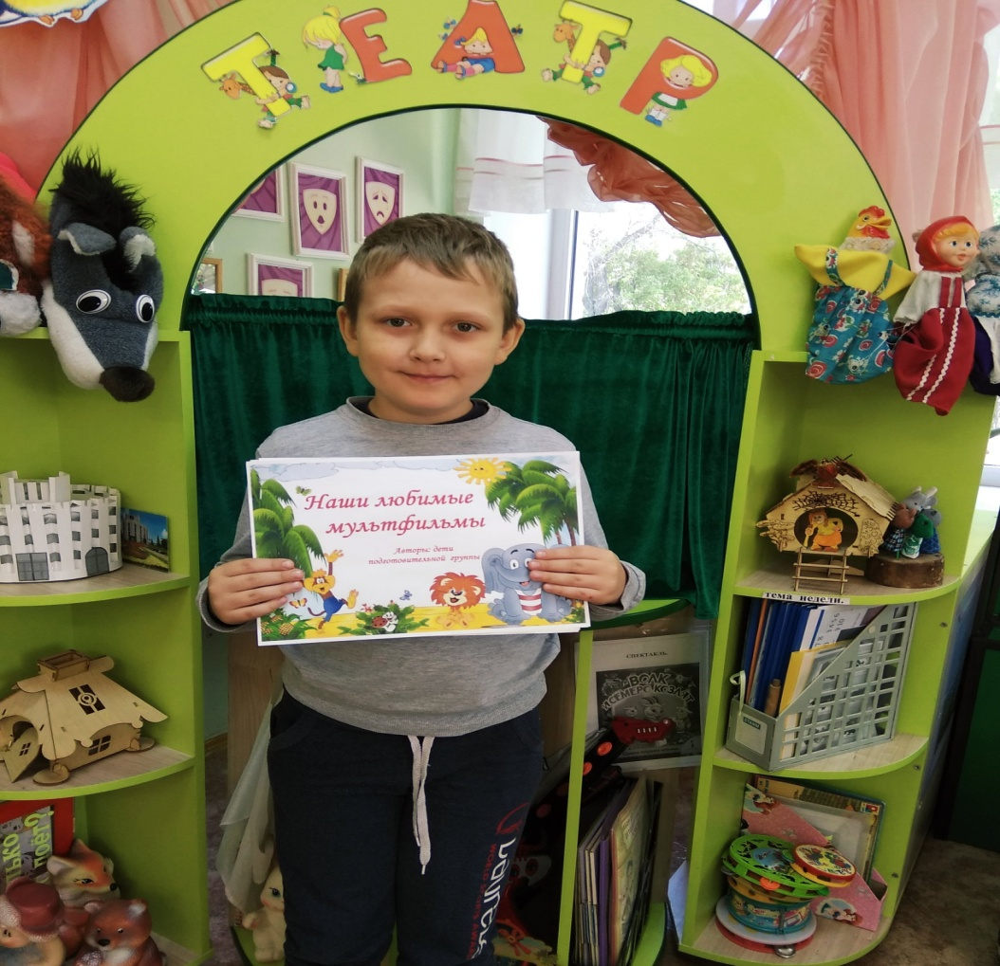 ТЕАТР
Наши любимые
мультфильмы
Авторы: дети
подготовительной группы
тема недели.
СПЕКТАКЛЬ
ВОЛК
И СЕМЕРО КОЗЛЯТ